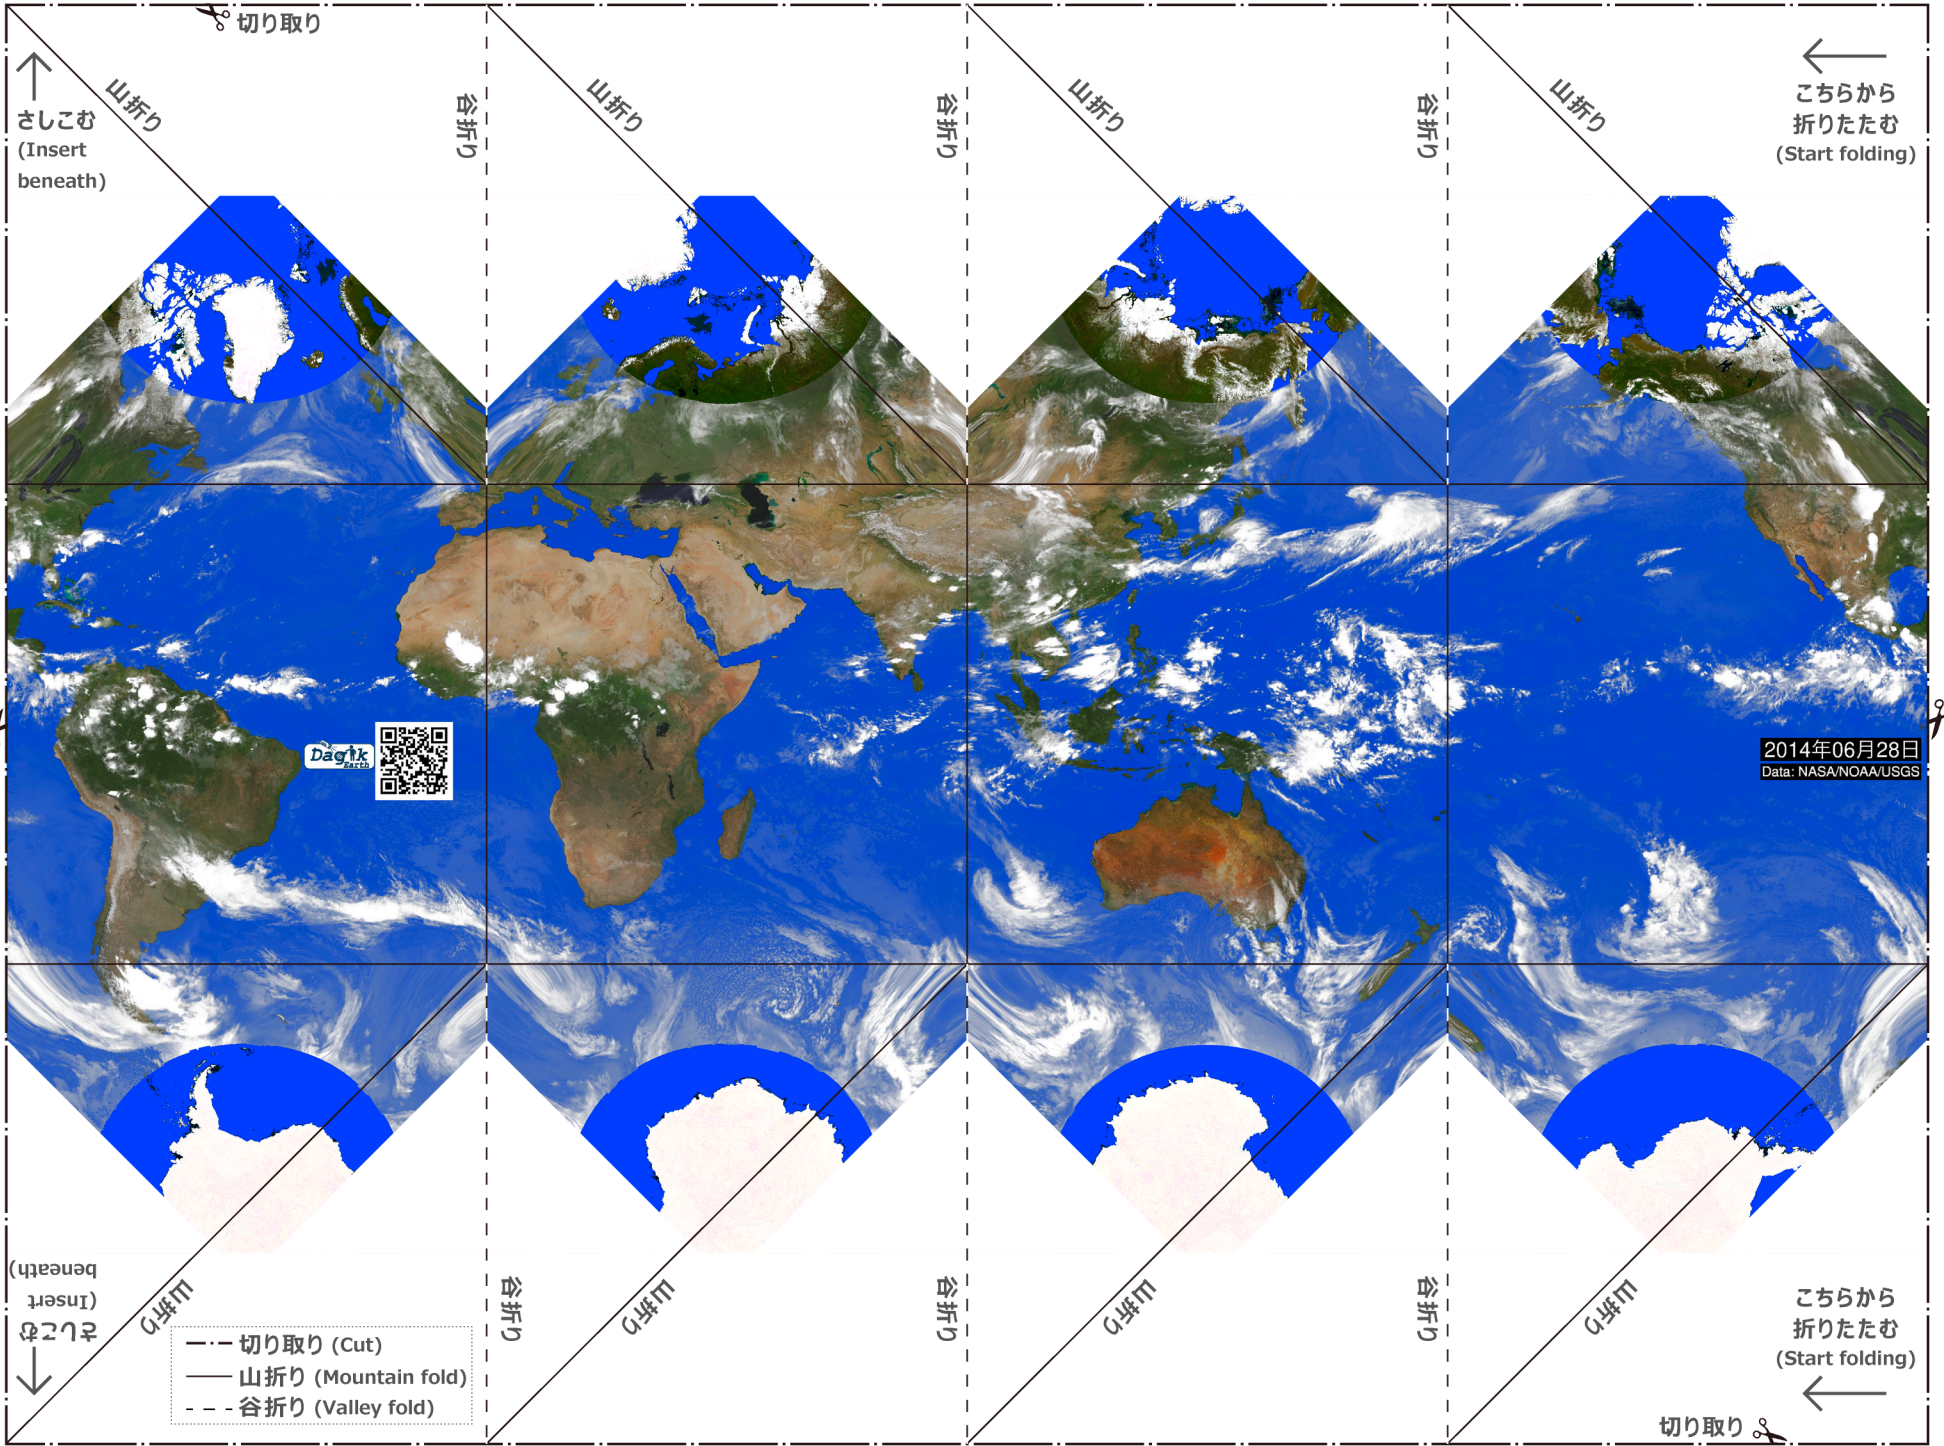 切り取り
山折り
谷折り
山折り
谷折り
山折り
谷折り
山折り
さしこむ
(Insert
beneath)
こちらから
折りたたむ
(Start folding)
Dagik
Earth
2014年06月28日
Data: NASA/NOAA/USGS
さしこむ
(Insert
beneath)
山折り
谷折り
山折り
谷折り
山折り
谷折り
山折り
切り取り (Cut)
山折り (Mountain fold)
谷折り (Valley fold)
こちらから
折りたたむ
(Start folding)
切り取り